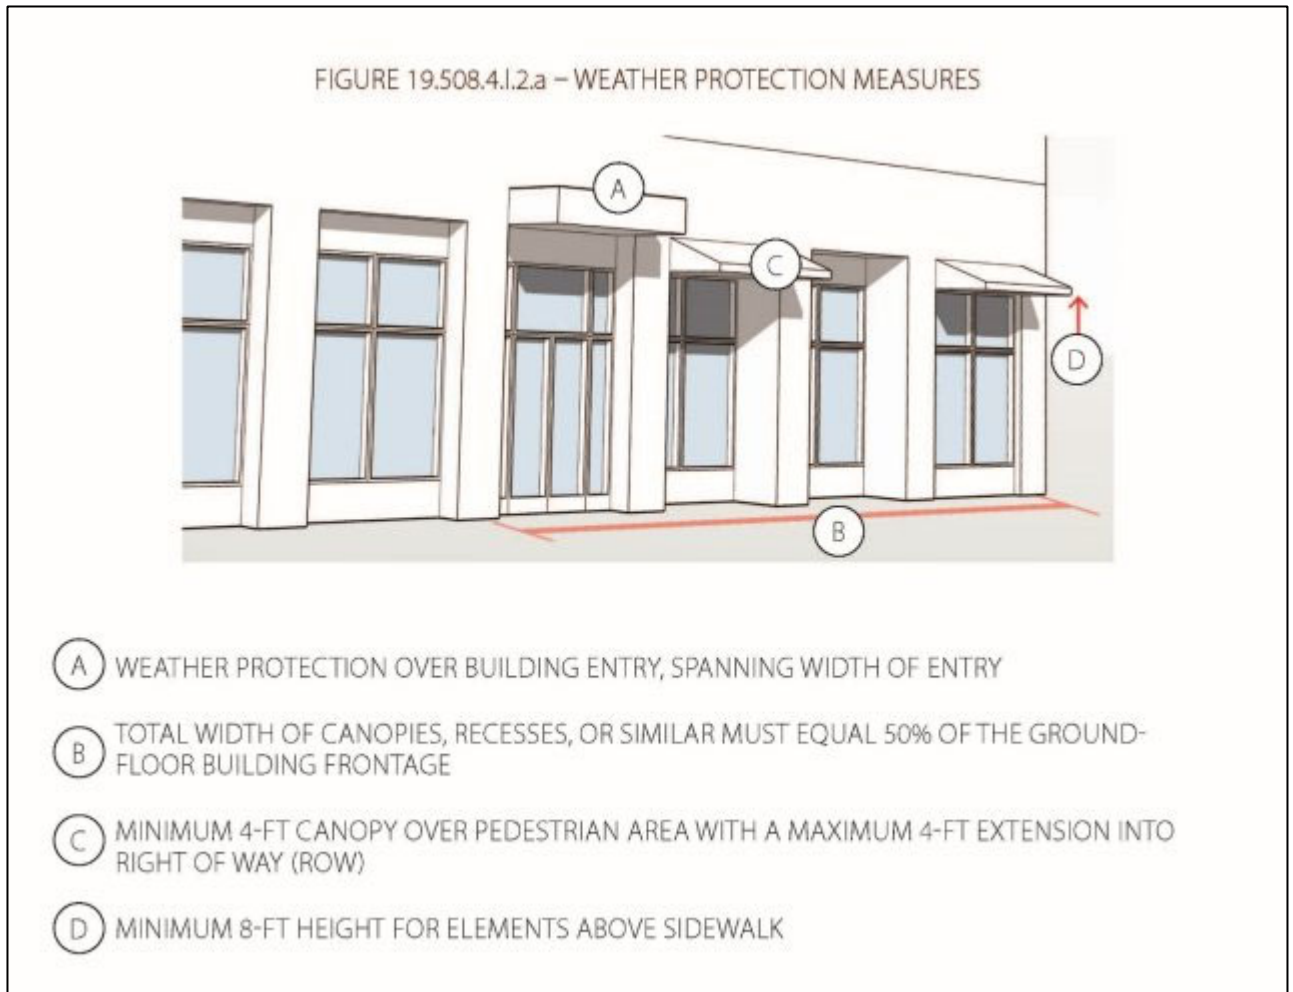 FIGURE 19.508.4.I.2.a – WEATHER PROTECTION MEASURES
A
C
D
B
A WEATHER PROTECTION OVER BUILDING ENTRY, SPANNING WIDTH OF ENTRY
B TOTAL WIDTH OF CANOPIES, RECESSES, OR SIMILAR MUST EQUAL 50% OF THE GROUND-
FLOOR BUILDING FRONTAGE
C MINIMUM 4-FT CANOPY OVER PEDESTRIAN AREA WITH A MAXIMUM 4-FT EXTENSION INTO
RIGHT OF WAY (ROW)
D MINIMUM 8-FT HEIGHT FOR ELEMENTS ABOVE SIDEWALK